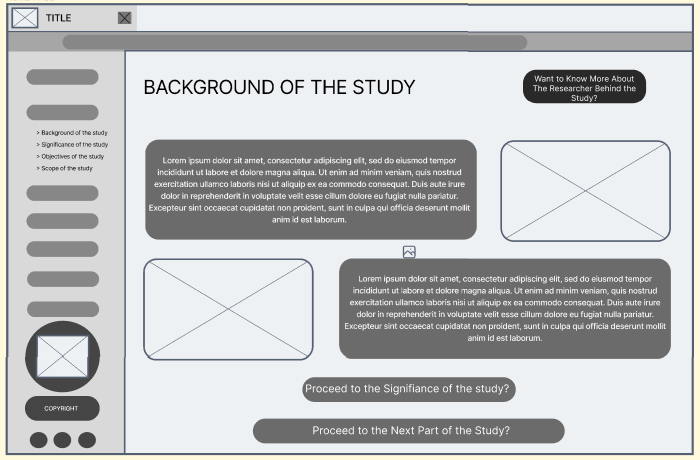 TITLE
BACKGROUND OF THE STUDY
Want to Know More About
The Researcher Behind the
Study?
> Background of the study
> Significance of the study
> Objectives of the study
> Scope of the study
Lorem ipsum dolor sit amet, consectetur adipiscing elit, sed do eiusmod tempor
incididunt ut labore et dolore magna aliqua. Ut enim ad minim veniam, quis nostrud
exercitation ullamco laboris nisi ut aliquip ex ea commodo consequat. Duis aute irure
dolor in reprehenderit in voluptate velit esse cillum dolore eu fugiat nulla pariatur.
Excepteur sint occaecat cupidatat non proident, sunt in culpa qui officia deserunt mollit
anim id est laborum.
Lorem ipsum dolor sit amet, consectetur adipiscing elit, sed do eiusmod tempor
incididunt ut labore et dolore magna aliqua. Ut enim ad minim veniam, quis nostrud
exercitation ullamco laboris nisi ut aliquip ex ea commodo consequat. Duis aute irure
dolor in reprehenderit in voluptate velit esse cillum dolore eu fugiat nulla pariatur.
Excepteur sint occaecat cupidatat non proident, sunt in culpa qui officia deserunt mollit
anim id est laborum.
Proceed to the Signifiance of the study?
COPYRIGHT
Proceed to the Next Part of the Study?